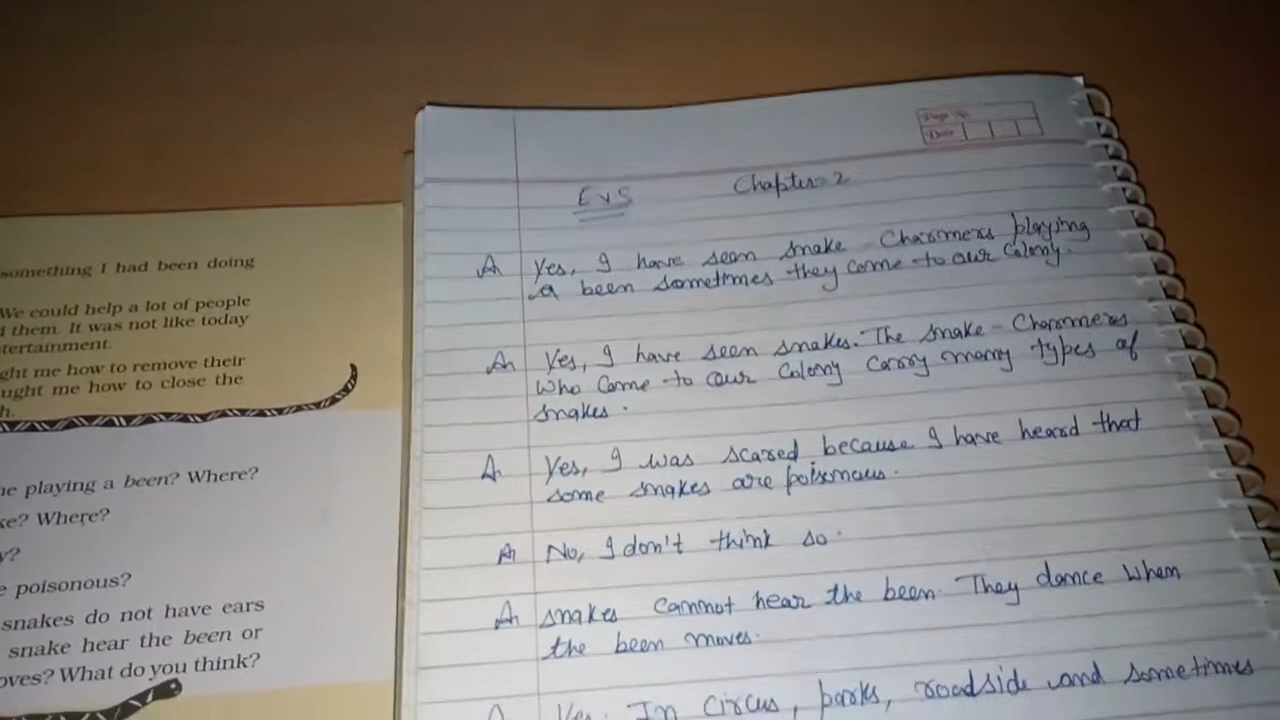 something I had been doing
We could help a lot of people
d them. It was not like today
tertainment.
ght me how to remove their
ught me how to close the
h.
ne playing a been? Where?
ke? Where?
y?
e poisonous?
snakes do not have ears
snake hear the been or
oves? What do you think?
Page No.
Date
EVS Chapter=2
A Yes, I have seen snake-Charmers playing
a been sometimes they come to our Colony.
A Yes, I have seen snakes. The snake-Charmers
who come to our Colony Carry many types of
snakes.
A Yes, I was scared because I have heard that
some snakes are poisonous.
A No, I don't think so.
A snakes cannot hear the been. They dance when
the been moves.
A Yes. In circus, parks, roadside and sometimes